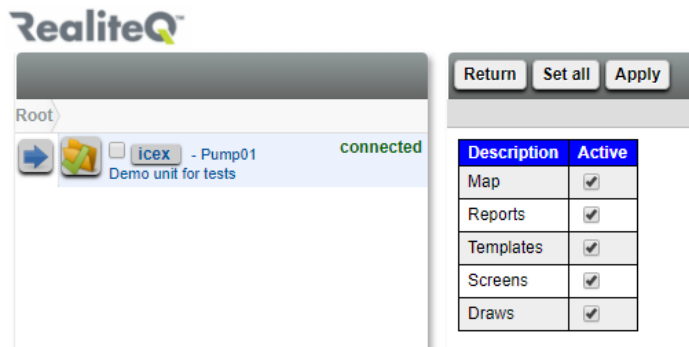 RealiteQ™
Return Set all Apply
Root
icex - Pump01 connected
Demo unit for tests
Description Active
Map
Reports
Templates
Screens
Draws